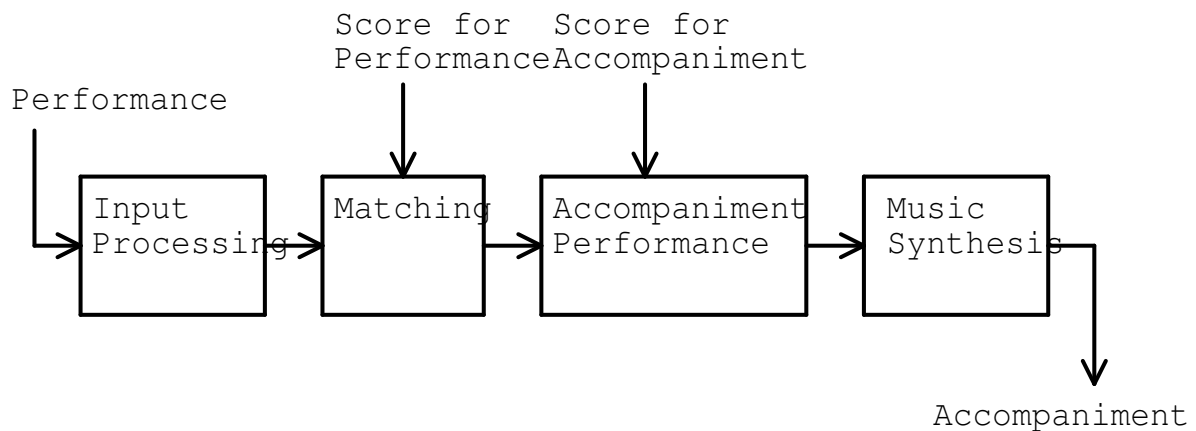 Score for
Performance
Score for
Accompaniment
Performance
Input
Processing
Matching
Accompaniment
Performance
Music
Synthesis
Accompaniment